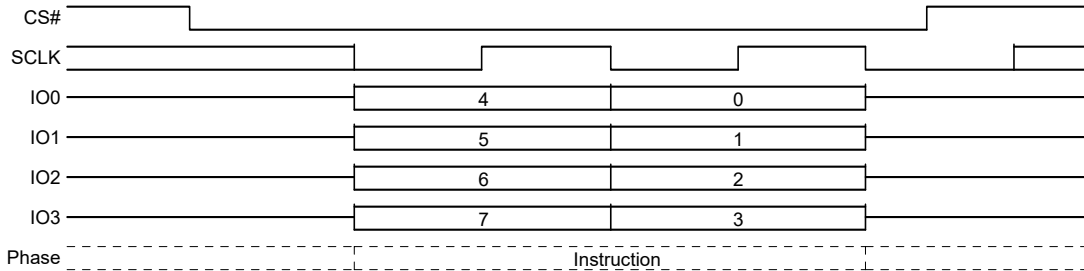 CS#
SCLK
IO0 4 0
IO1 5 1
IO2 6 2
IO3 7 3
Phase Instruction